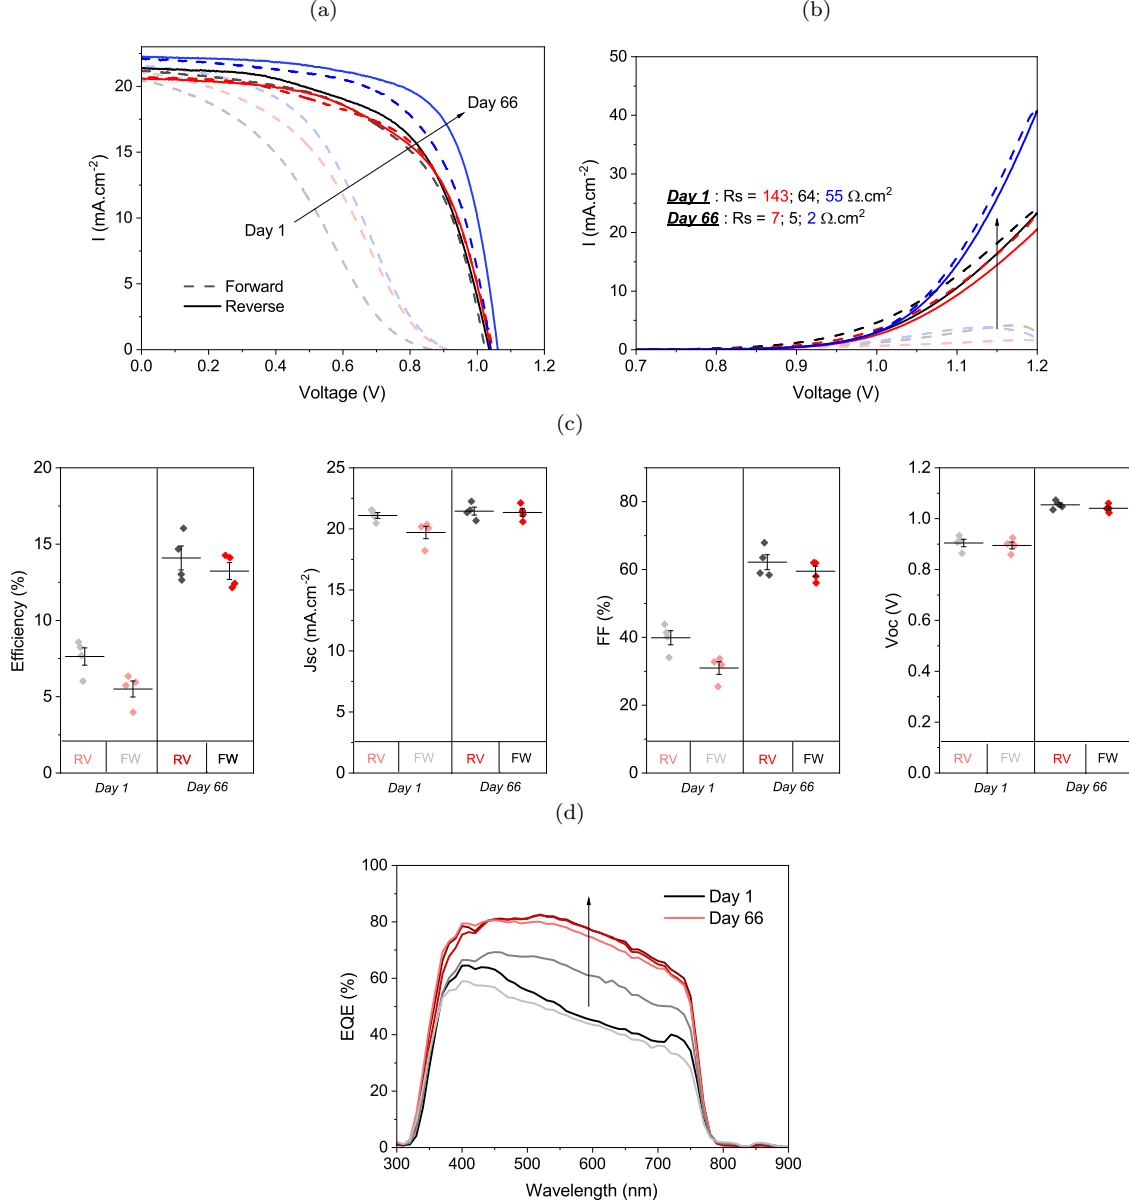 (a)
(b)
20
15
10
5
0
I (mA.cm-2)
Day 66
Day 1
Forward
Reverse
0.0 0.2 0.4 0.6 0.8 1.0 1.2
Voltage (V)
50
40
30
20
10
0
I (mA.cm-2)
Day 1 : Rs = 143; 64; 55 Ω.cm2
Day 66 : Rs = 7; 5; 2 Ω.cm2
0.7 0.8 0.9 1.0 1.1 1.2
Voltage (V)
(c)
20
15
10
5
0
Efficiency (%)
RV FW RV FW
Day 1 Day 66
25
20
15
10
5
0
Jsc (mA.cm-2)
RV FW RV FW
Day 1 Day 66
80
60
40
20
0
FF (%)
RV FW RV FW
Day 1 Day 66
1.2
1.0
0.8
0.6
0.4
0.2
0.0
Voc (V)
RV FW RV FW
Day 1 Day 66
(d)
100
80
60
40
20
0
EQE (%)
Day 1
Day 66
300 400 500 600 700 800 900
Wavelength (nm)